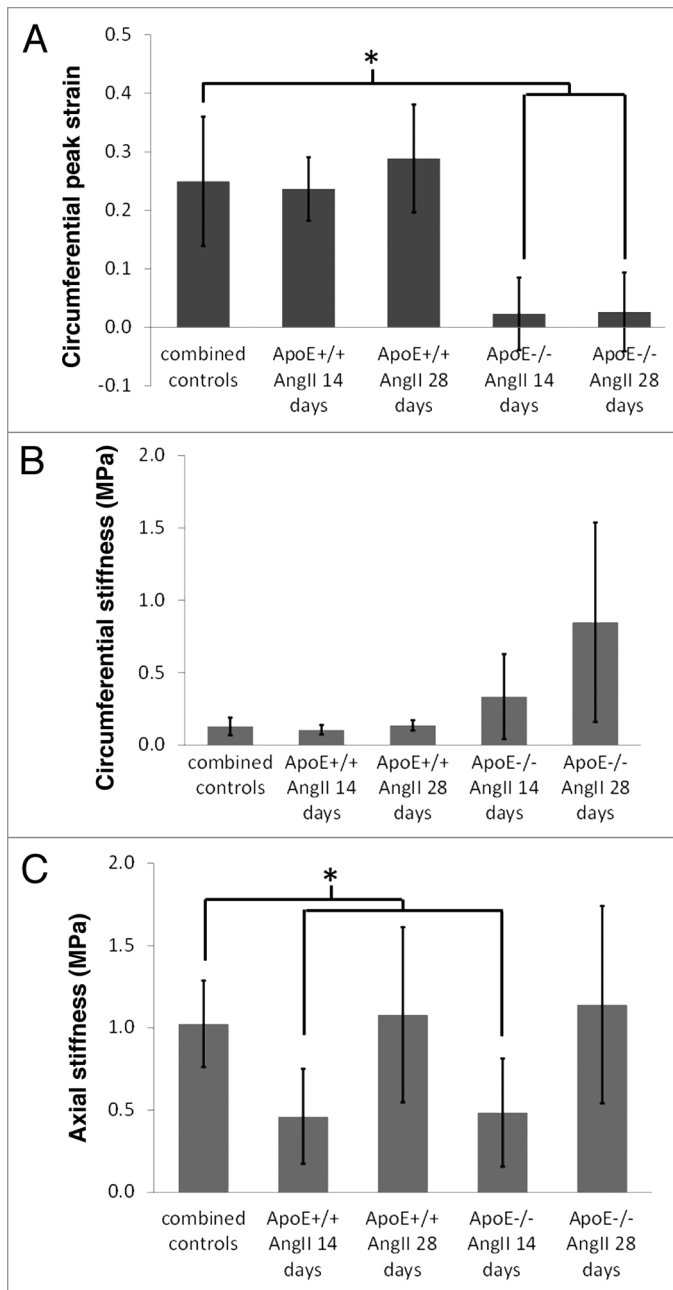 A
Circumferential peak strain
0.5
0.4
0.3
0.2
0.1
0.0
-0.1
*
combined controls
ApoE+/+ AngII 14 days
ApoE+/+ AngII 28 days
ApoE-/- AngII 14 days
ApoE-/- AngII 28 days
B
Circumferential stiffness (MPa)
2.0
1.5
1.0
0.5
0.0
combined controls
ApoE+/+ AngII 14 days
ApoE+/+ AngII 28 days
ApoE-/- AngII 14 days
ApoE-/- AngII 28 days
C
Axial stiffness (MPa)
2.0
1.5
1.0
0.5
0.0
*
combined controls
ApoE+/+ AngII 14 days
ApoE+/+ AngII 28 days
ApoE-/- AngII 14 days
ApoE-/- AngII 28 days